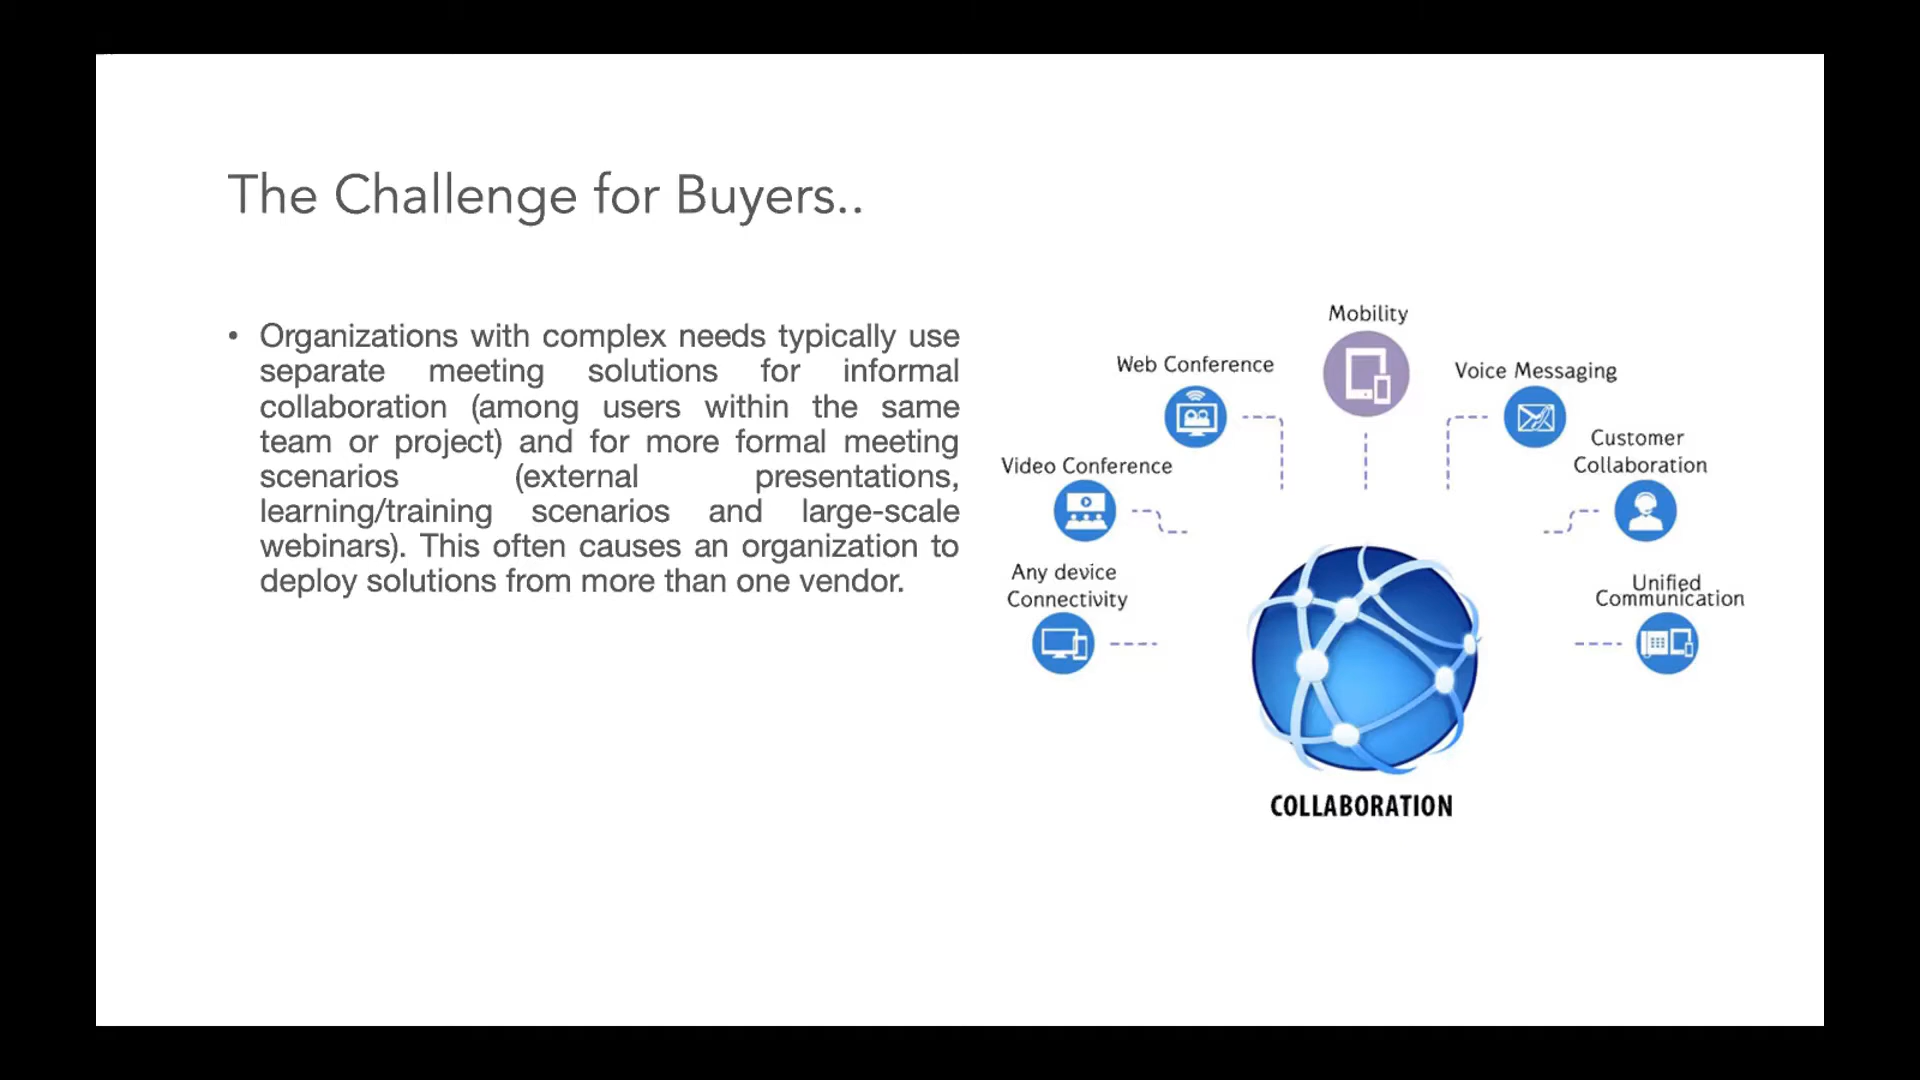 The Challenge for Buyers..
• Organizations with complex needs typically use
separate meeting solutions for informal
collaboration (among users within the same
team or project) and for more formal meeting
scenarios (external presentations,
learning/training scenarios and large-scale
webinars). This often causes an organization to
deploy solutions from more than one vendor.
Mobility
Web Conference
Voice Messaging
Customer
Collaboration
Video Conference
Any device
Connectivity
Unified
Communication
COLLABORATION